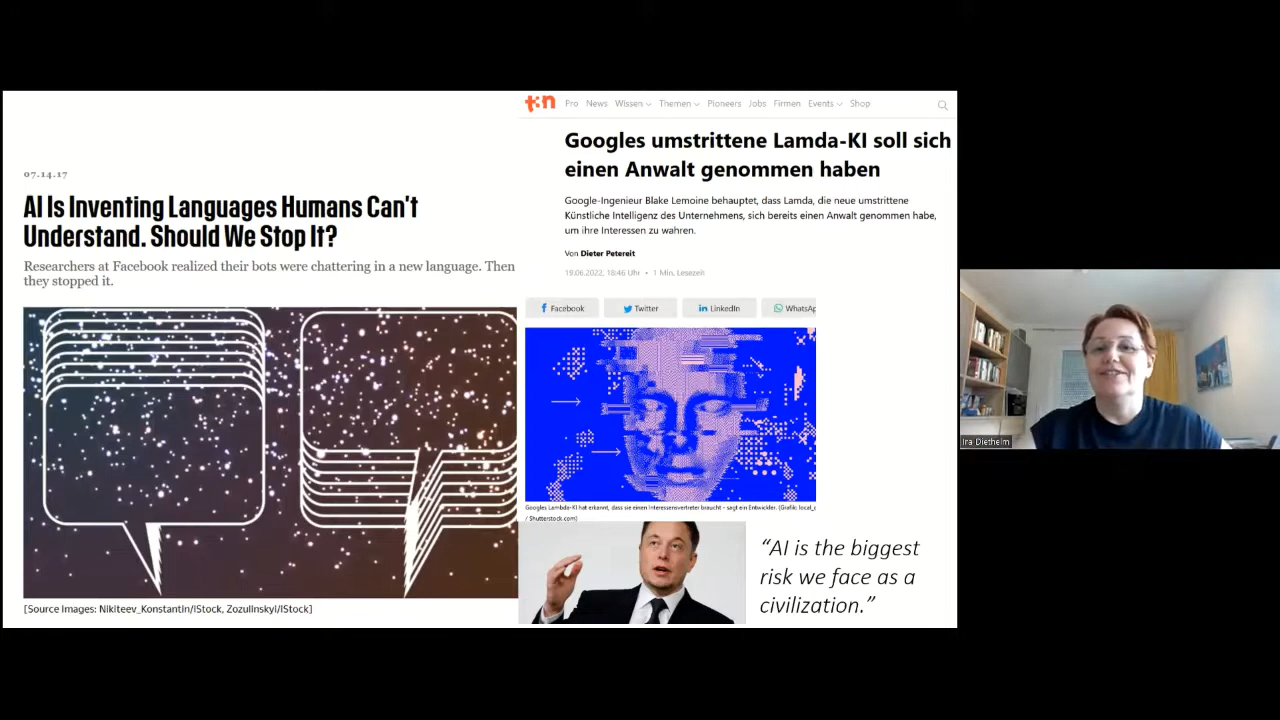 07.14.17
AI Is Inventing Languages Humans Can't
Understand. Should We Stop It?
Researchers at Facebook realized their bots were chattering in a new language. Then
they stopped it.
[Source Images: Nikiteev_Konstantin/iStock, Zozulinskyi/iStock]
t3n Pro News Wissen Themen Pioneers Jobs Firmen Events Shop
Googles umstrittene Lamda-KI soll sich
einen Anwalt genommen haben
Google-Ingenieur Blake Lemoine behauptet, dass Lamda, die neue umstrittene
Künstliche Intelligenz des Unternehmens, sich bereits einen Anwalt genommen habe,
um ihre Interessen zu wahren.
Von Dieter Petereit
19.06.2022, 18:46 Uhr • 1 Min. Lesezeit
Facebook Twitter LinkedIn WhatsAp
Googles Lambda-KI hat erkannt, dass sie einen Interessensvertreter braucht – sagt ein Entwickler. (Grafik: local_
/ Shutterstock.com)
“AI is the biggest
risk we face as a
civilization.”
Ira Diethelm